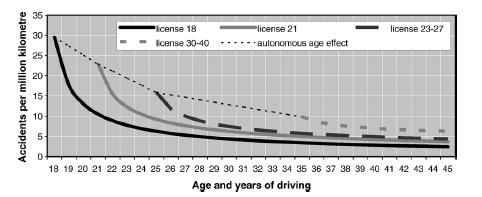 35
30
25
20
15
10
5
0
Accidents per million kilometre
license 18 license 21 license 23-27
license 30-40 autonomous age effect
18 19 20 21 22 23 25 26 27 28 29 30 31 32 33 34 35 36 37 38 39 40 41 42 43 44 45
Age and years of driving